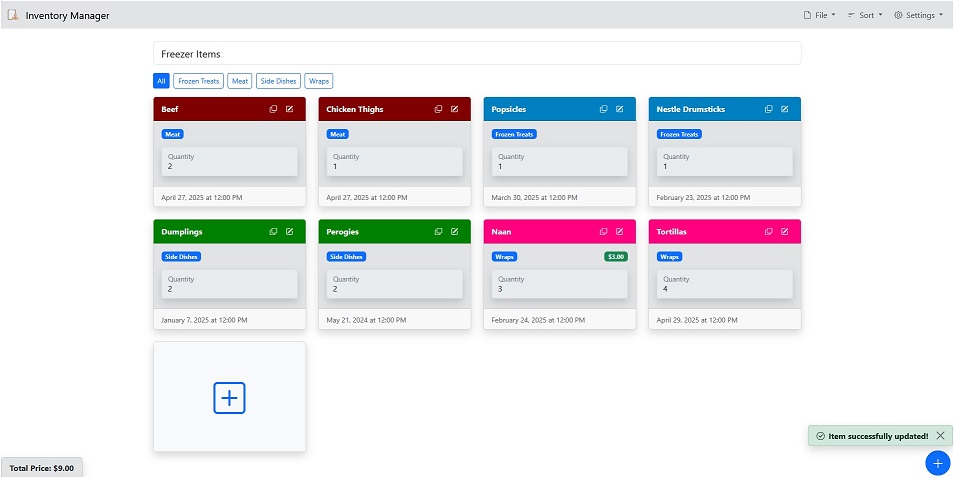 Inventory Manager File Sort Settings
Freezer Items
All Frozen Treats Meat Side Dishes Wraps
Beef Chicken Thighs Popsicles Nestle Drumsticks
Meat Meat Frozen Treats Frozen Treats
Quantity Quantity Quantity Quantity
2 1 1 1
April 27, 2025 at 12:00 PM April 27, 2025 at 12:00 PM March 30, 2025 at 12:00 PM February 23, 2025 at 12:00 PM
Dumplings Perogies Naan Tortillas
Side Dishes Side Dishes Wraps $3.00 Wraps
Quantity Quantity Quantity Quantity
2 2 3 4
January 7, 2025 at 12:00 PM May 21, 2024 at 12:00 PM February 24, 2025 at 12:00 PM April 29, 2025 at 12:00 PM
Item successfully updated!
Total Price: $9.00